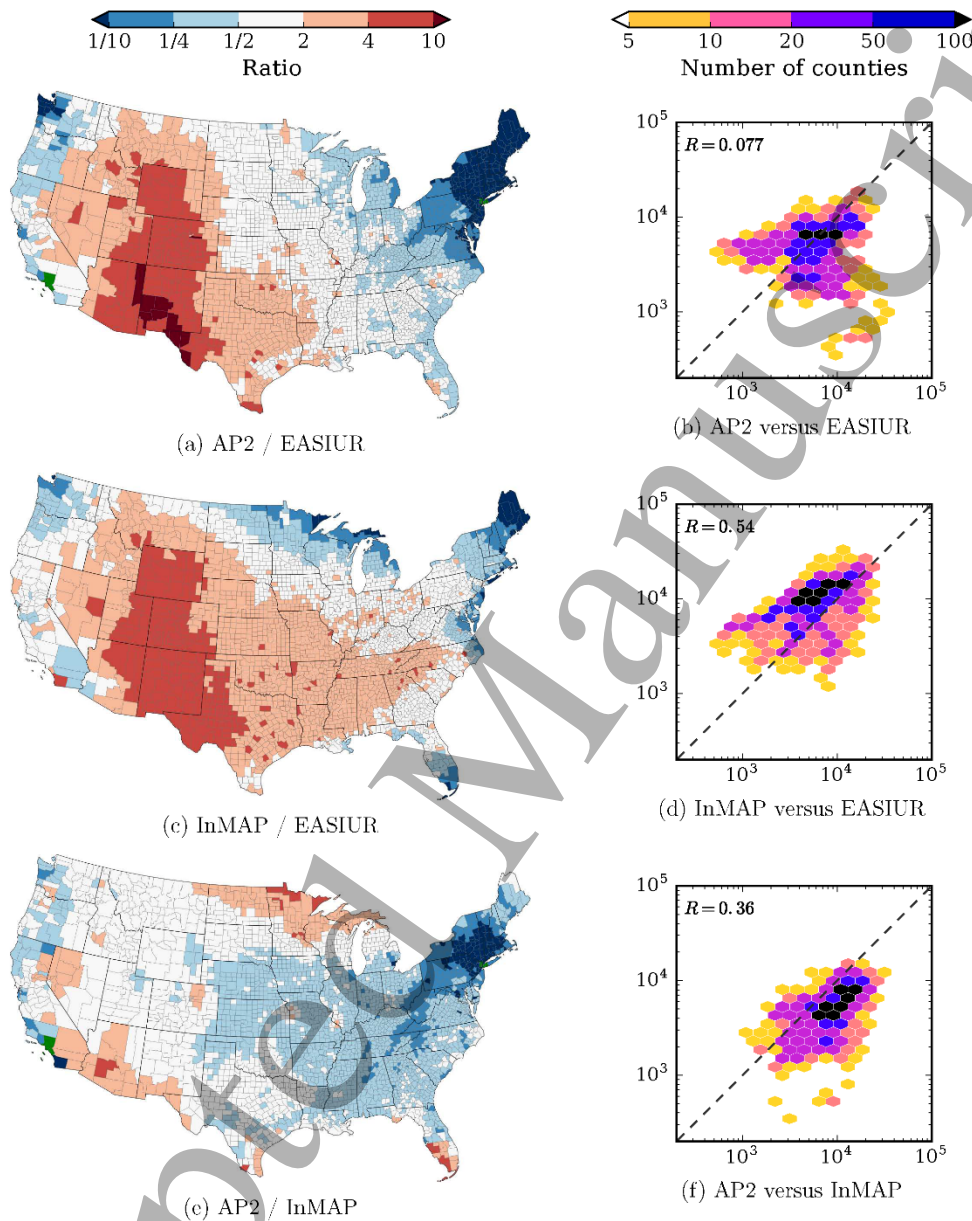 1/10 1/4 1/2 2 4 10
Ratio
5 10 20 50 100
Number of counties
(a) AP2 / EASIUR
10^5
10^4
10^3
R = 0.077
10^3 10^4 10^5
(b) AP2 versus EASIUR
(c) InMAP / EASIUR
10^5
10^4
10^3
R = 0.54
10^3 10^4 10^5
(d) InMAP versus EASIUR
(e) AP2 / InMAP
10^5
10^4
10^3
R = 0.36
10^3 10^4 10^5
(f) AP2 versus InMAP
pted Manuscri